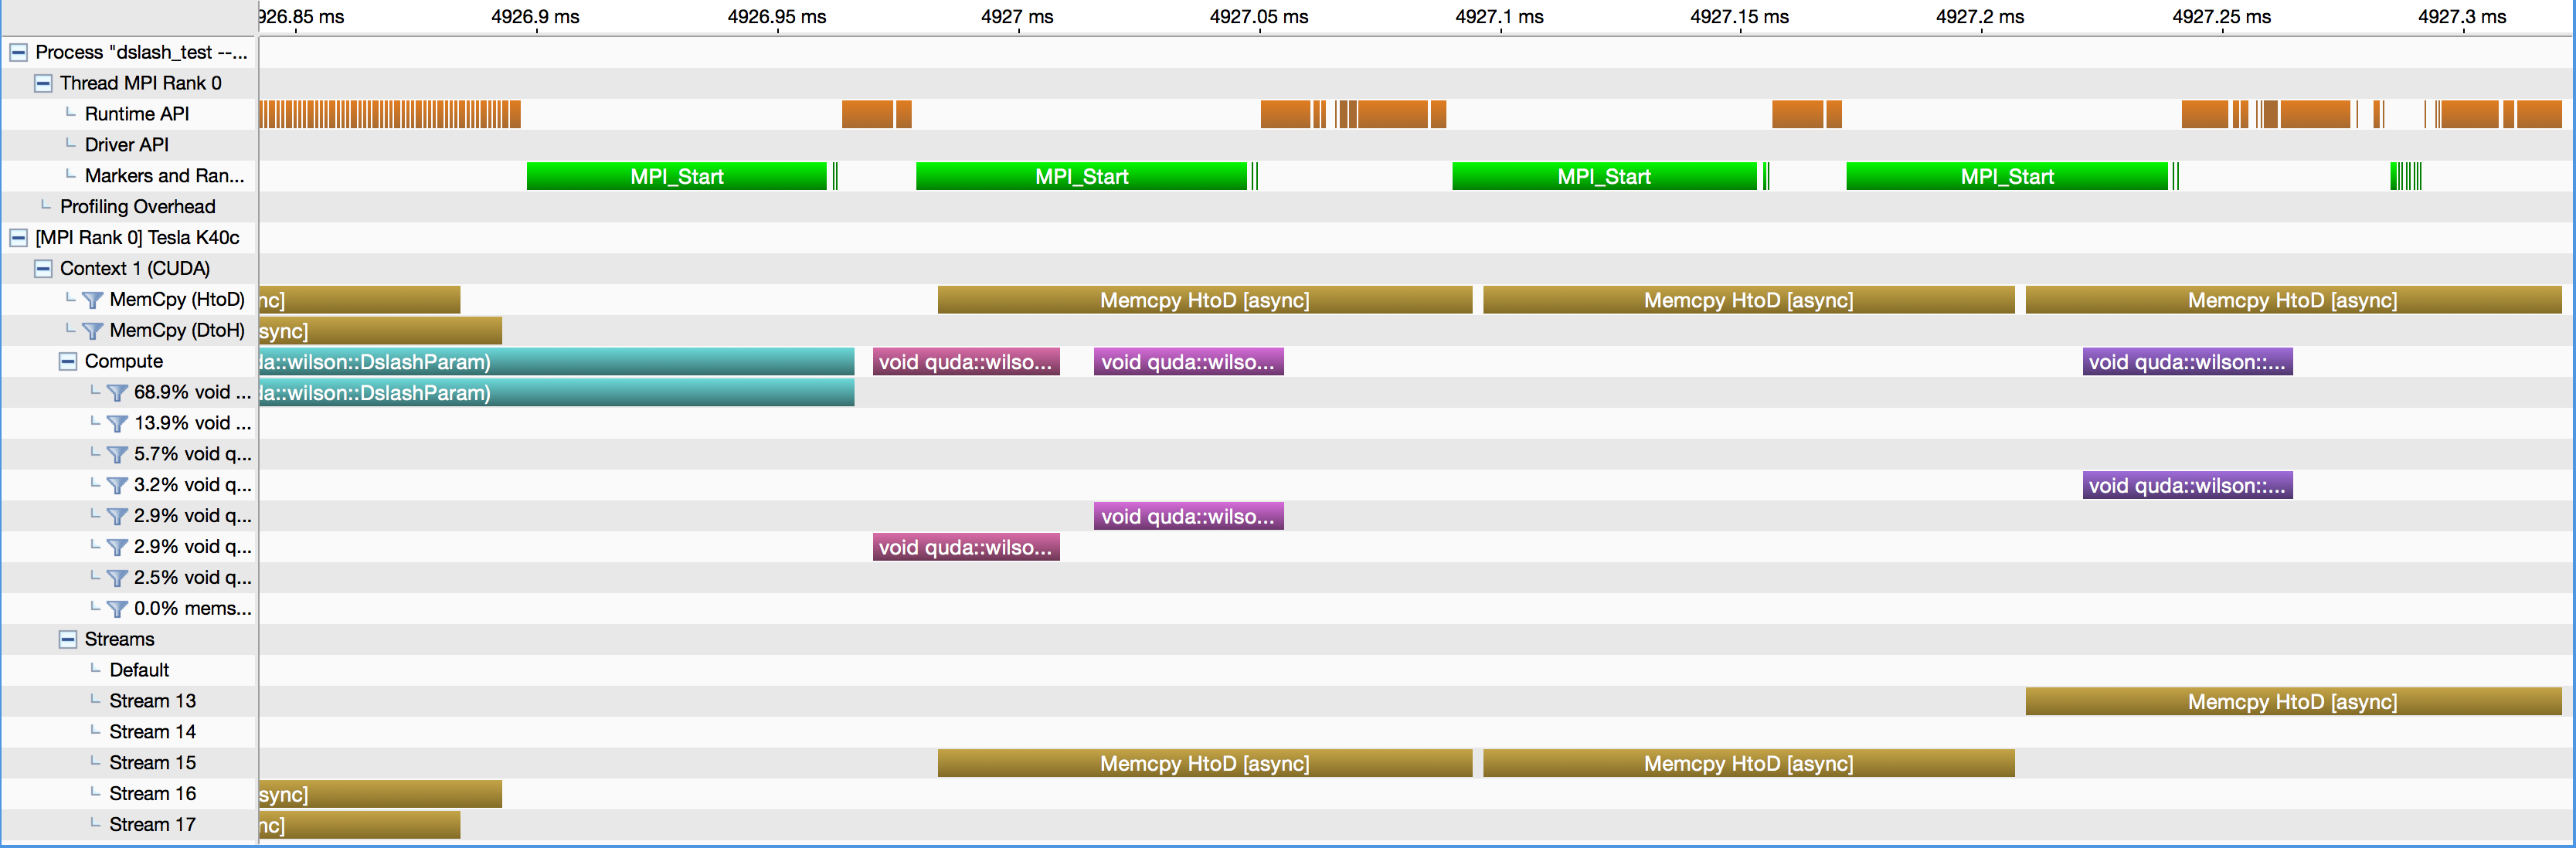 926.85 ms 4926.9 ms 4926.95 ms 4927 ms 4927.05 ms 4927.1 ms 4927.15 ms 4927.2 ms 4927.25 ms 4927.3 ms
Process "dslash_test --...
Thread MPI Rank 0
Runtime API
Driver API
Markers and Ran... MPI_Start MPI_Start MPI_Start MPI_Start
Profiling Overhead
[MPI Rank 0] Tesla K40c
Context 1 (CUDA)
MemCpy (HtoD) nc] Memcpy HtoD [async] Memcpy HtoD [async] Memcpy HtoD [async]
MemCpy (DtoH) sync]
Compute da::wilson::DslashParam) void quda::wilso... void quda::wilso... void quda::wilson::...
68.9% void ... da::wilson::DslashParam)
13.9% void ...
5.7% void q...
3.2% void q... void quda::wilson::...
2.9% void q... void quda::wilso...
2.9% void q... void quda::wilso...
2.5% void q...
0.0% mems...
Streams
Default
Stream 13 Memcpy HtoD [async]
Stream 14
Stream 15 Memcpy HtoD [async] Memcpy HtoD [async]
Stream 16 sync]
Stream 17 nc]